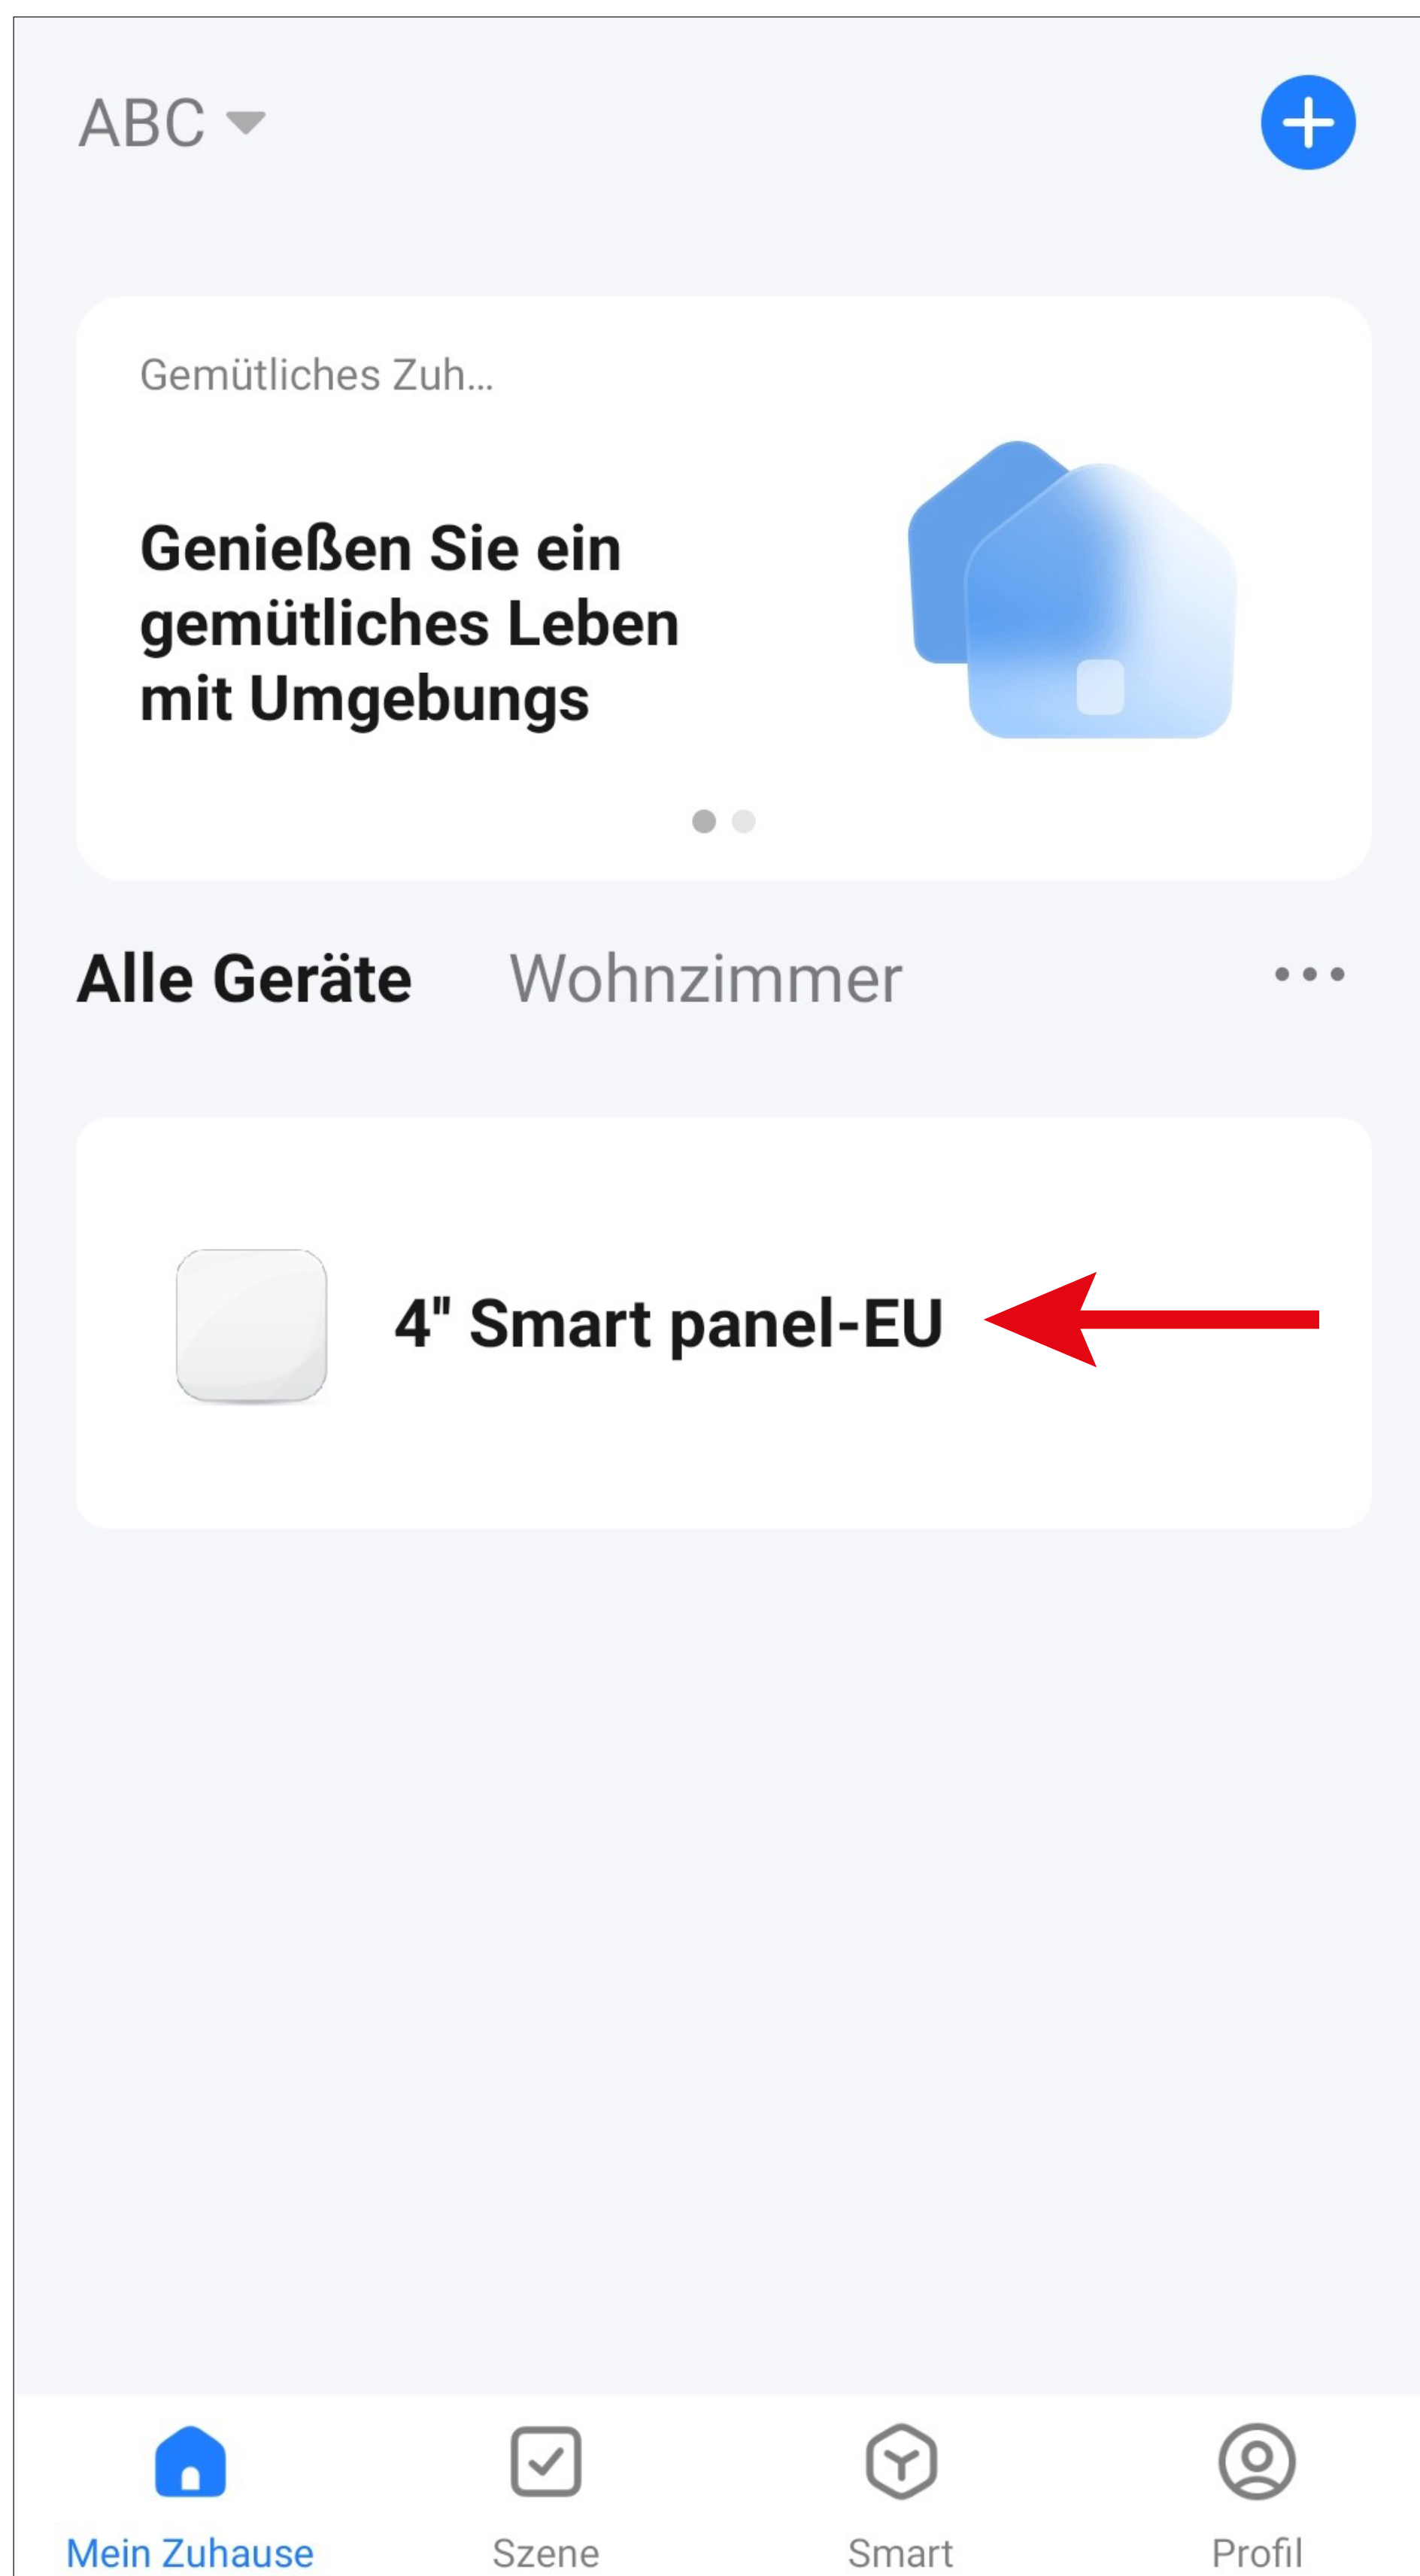 ABC
Gemütliches Zuh...
Genießen Sie ein
gemütliches Leben
mit Umgebungs
Alle Geräte Wohnzimmer
4" Smart panel-EU
Mein Zuhause Szene Smart Profil